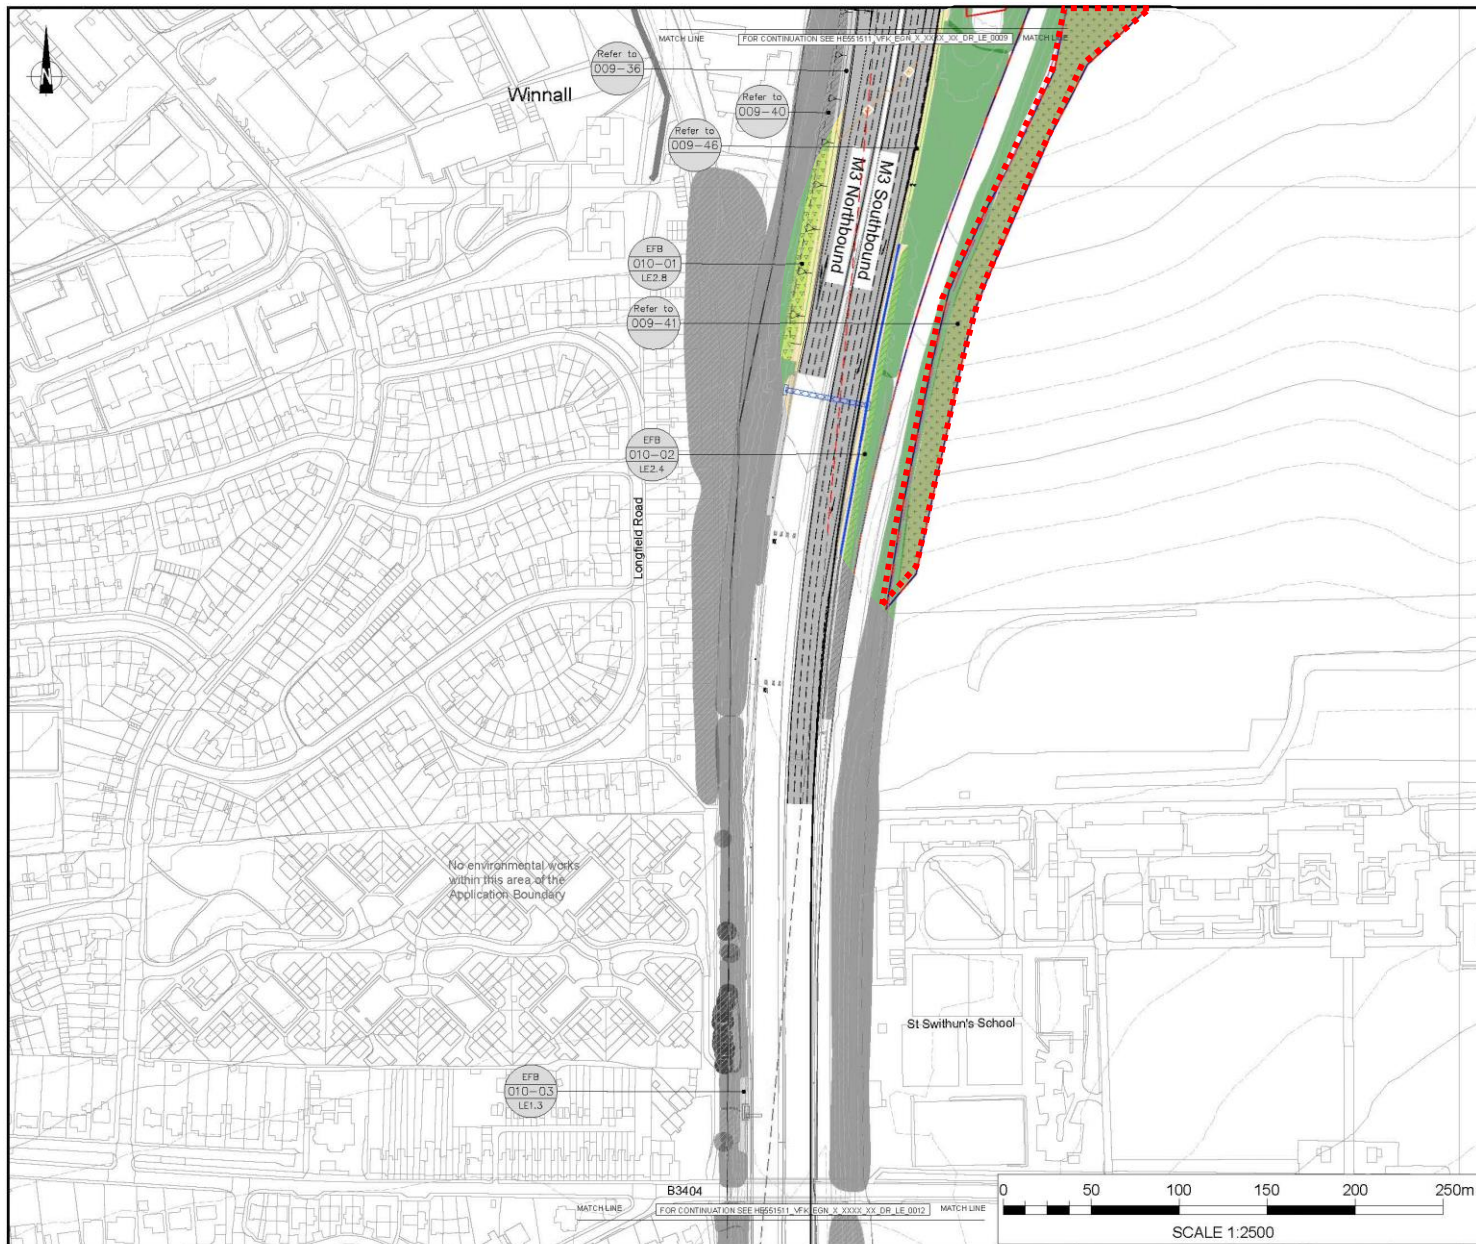 MATCH LINE
FOR CONTINUATION SEE HE551511_VFK_EGN_X_XXXX_XX_DR_LE_0009
MATCH LINE
N
Winnall
Refer to
009-36
Refer to
009-40
Refer to
009-46
M3 Northbound
M3 Southbound
EFB
010-01
LE2.8
Refer to
009-41
EFB
010-02
LE2.4
Longfield Road
No environmental works
within this area of the
Application Boundary
St Swithun's School
EFB
010-03
LE1.3
B3404
MATCH LINE
FOR CONTINUATION SEE HE551511_VFK_EGN_X_XXXX_XX_DR_LE_0012
MATCH LINE
0 50 100 150 200 250m
SCALE 1:2500